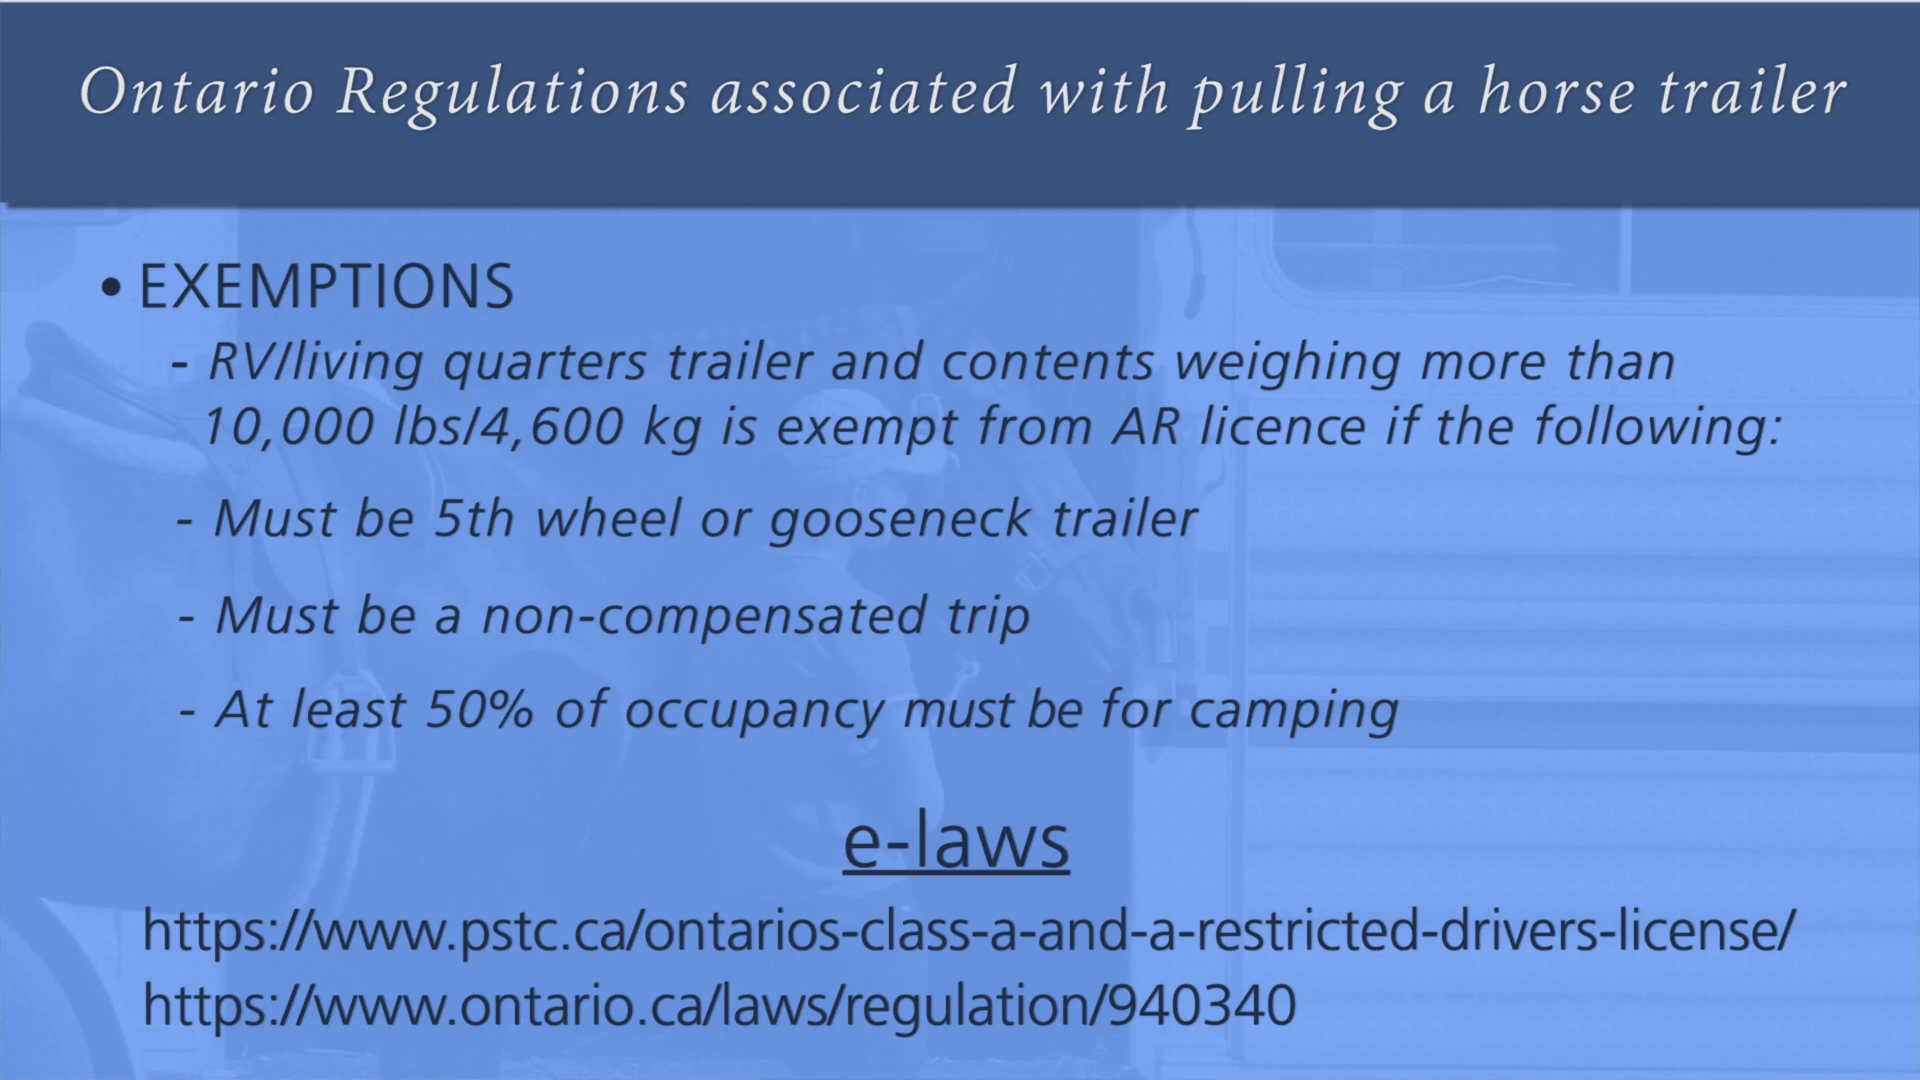 Ontario Regulations associated with pulling a horse trailer
• EXEMPTIONS
- RV/living quarters trailer and contents weighing more than
10,000 lbs/4,600 kg is exempt from AR licence if the following:
- Must be 5th wheel or gooseneck trailer
- Must be a non-compensated trip
- At least 50% of occupancy must be for camping
e-laws
https://www.pstc.ca/ontarios-class-a-and-a-restricted-drivers-license/
https://www.ontario.ca/laws/regulation/940340